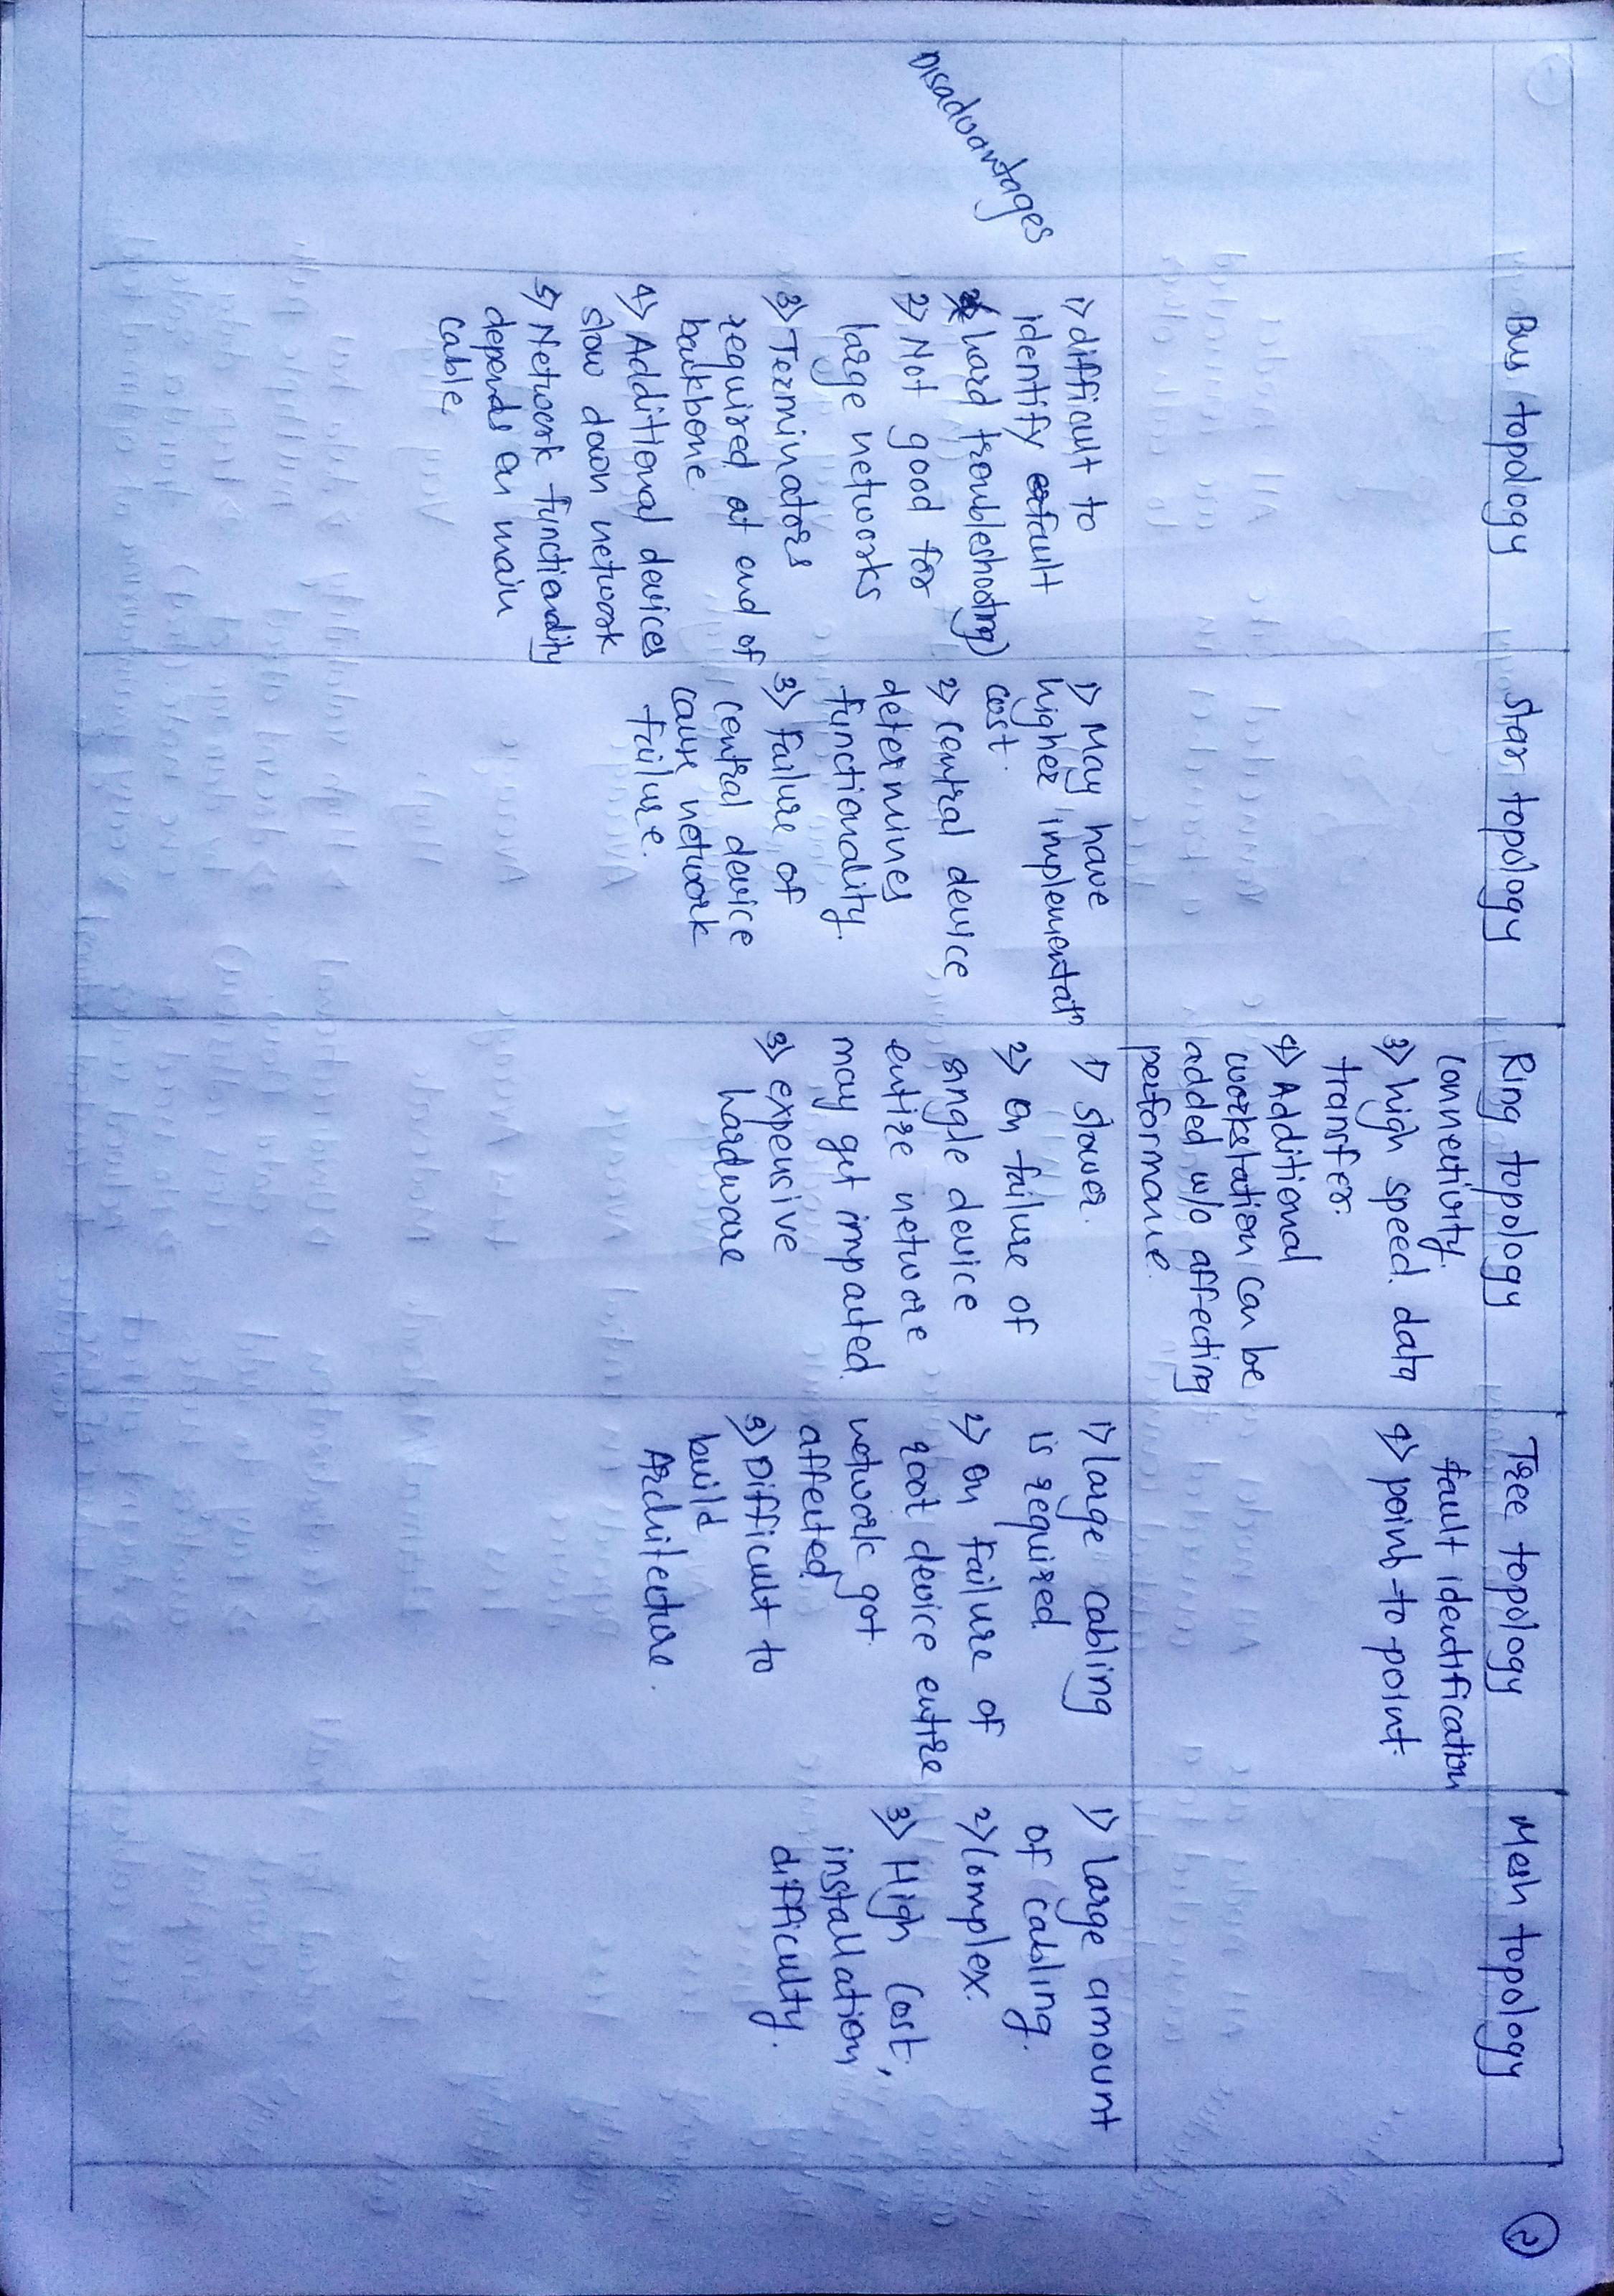 2
Bus topology
Star topology
Ring topology
Tree topology
Mesh topology
Connectivity.
3> high speed data
transfer.
4> Additional
workstation can be
added w/o affecting
performance.
fault identification
4> point-to point.
Disadvantages
1> difficult to
identify fault
(hard troubleshooting)
2> Not good for
large networks
3> Terminators
required at end of
backbone
4> Additional devices
slow down network
5> Network functionality
depends on main
cable
1> May have
higher implementatn
cost.
2> central device
determines
functionality.
3> Failure of
central device
cause network
failure.
1> slower.
2> On failure of
single device
entire network
may get impacted.
3> expensive
hardware
1> large cabling
is required
2> On failure of
root device entire
network got
affected
3> Difficult to
build
Architecture.
1> Large amount
of cabling.
2> Complex.
3> High Cost,
installation
difficulty.